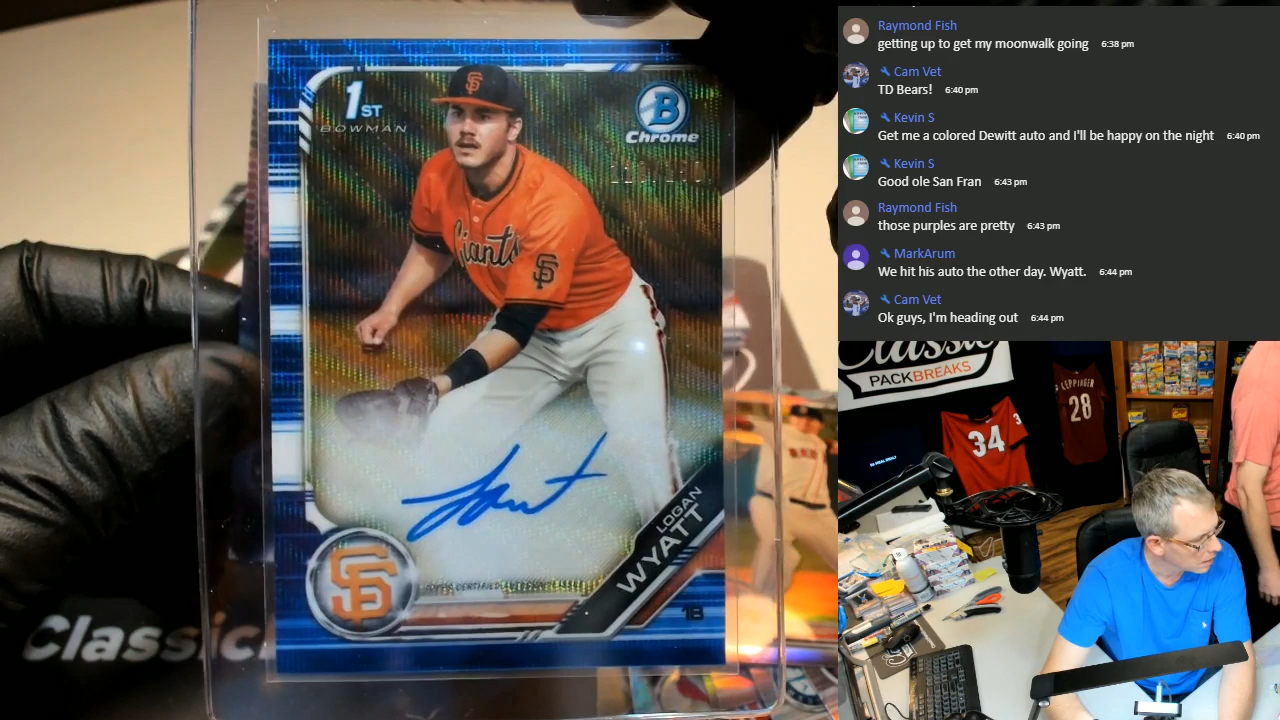 1ST
BOWMAN
B
Chrome
SF
Giants
SF
LOGAN
WYATT
1B
SF
Classic
RED
Raymond Fish
getting up to get my moonwalk going 6:38 pm
Cam Vet
TD Bears! 6:40 pm
Kevin S
Get me a colored Dewitt auto and I'll be happy on the night 6:40 pm
Kevin S
Good ole San Fran 6:43 pm
Raymond Fish
those purples are pretty 6:43 pm
MarkArum
We hit his auto the other day. Wyatt. 6:44 pm
Cam Vet
Ok guys, I'm heading out 6:44 pm
Classic
PACKBREAKS
LEPPINGER
28
34
3